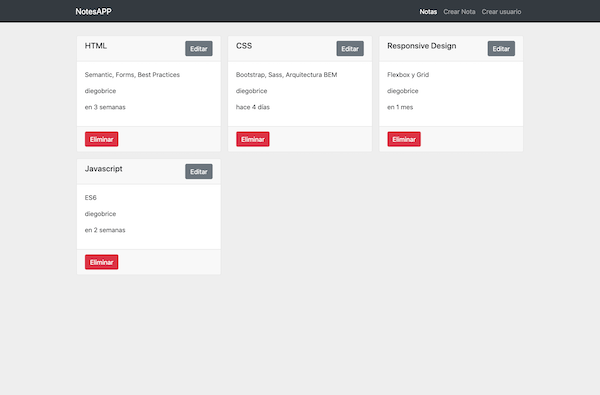 NotesAPP
Notas Crear Nota Crear usuario
HTML
Editar
Semantic, Forms, Best Practices
diegobrice
en 3 semanas
Eliminar
CSS
Editar
Bootstrap, Sass, Arquitectura BEM
diegobrice
hace 4 días
Eliminar
Responsive Design
Editar
Flexbox y Grid
diegobrice
en 1 mes
Eliminar
Javascript
Editar
ES6
diegobrice
en 2 semanas
Eliminar